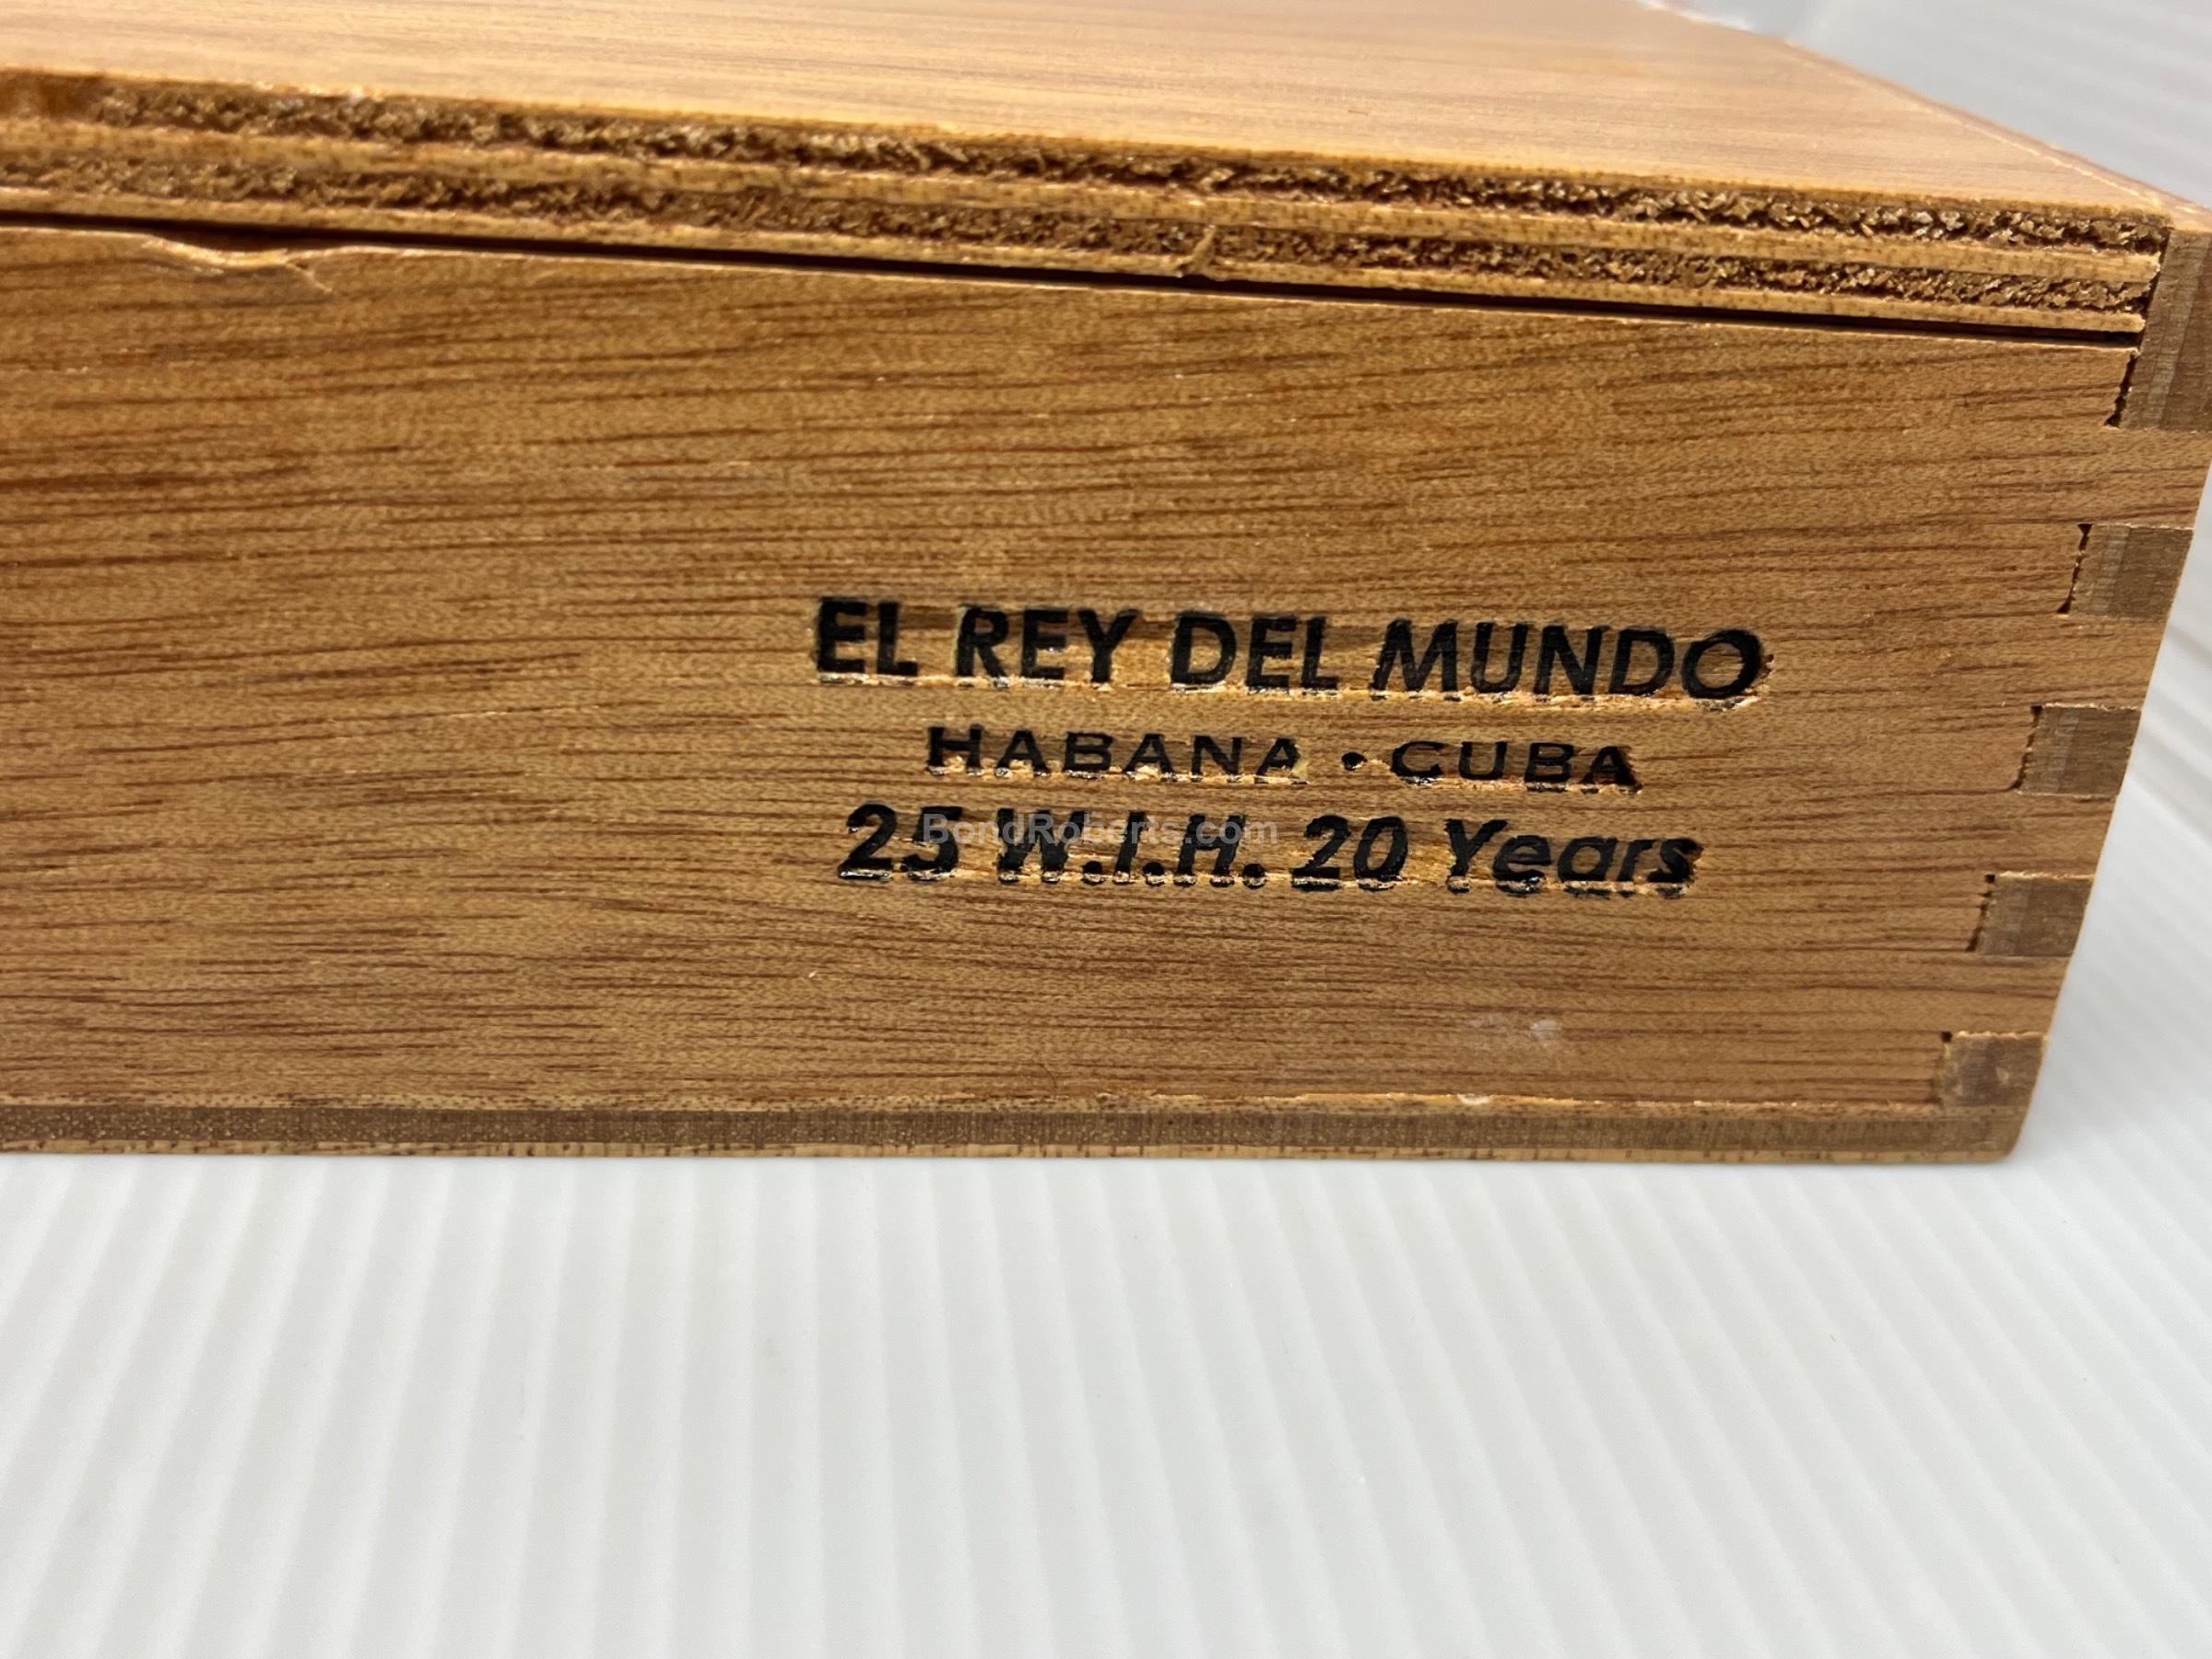 EL REY DEL MUNDO
HABANA • CUBA
25 W.I.H. 20 Years
BondRoberts.com